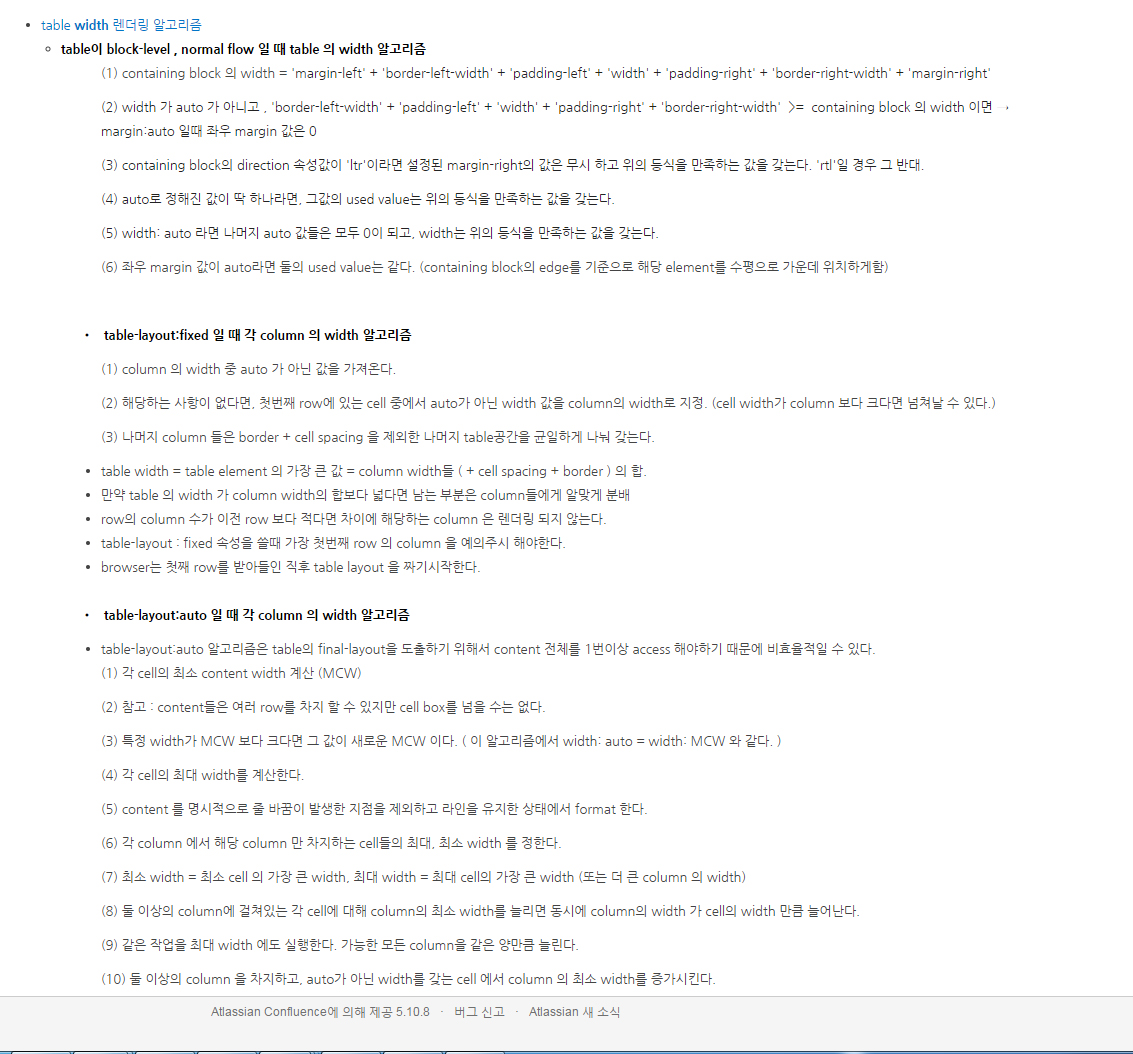 • table width 렌더링 알고리즘
○ table이 block-level , normal flow 일 때 table 의 width 알고리즘
(1) containing block 의 width = 'margin-left' + 'border-left-width' + 'padding-left' + 'width' + 'padding-right' + 'border-right-width' + 'margin-right'
(2) width 가 auto 가 아니고 , 'border-left-width' + 'padding-left' + 'width' + 'padding-right' + 'border-right-width'  >=  containing block 의 width 이면 →
margin:auto 일때 좌우 margin 값은 0
(3) containing block의 direction 속성값이 'ltr'이라면 설정된 margin-right의 값은 무시 하고 위의 등식을 만족하는 값을 갖는다. 'rtl'일 경우 그 반대.
(4) auto로 정해진 값이 딱 하나라면, 그값의 used value는 위의 등식을 만족하는 값을 갖는다.
(5) width: auto 라면 나머지 auto 값들은 모두 0이 되고, width는 위의 등식을 만족하는 값을 갖는다.
(6) 좌우 margin 값이 auto라면 둘의 used value는 같다. (containing block의 edge를 기준으로 해당 element를 수평으로 가운데 위치하게함)
• table-layout:fixed 일 때 각 column 의 width 알고리즘
(1) column 의 width 중 auto 가 아닌 값을 가져온다.
(2) 해당하는 사항이 없다면, 첫번째 row에 있는 cell 중에서 auto가 아닌 width 값을 column의 width로 지정. (cell width가 column 보다 크다면 넘쳐날 수 있다.)
(3) 나머지 column 들은 border + cell spacing 을 제외한 나머지 table공간을 균일하게 나눠 갖는다.
• table width = table element 의 가장 큰 값 = column width들 ( + cell spacing + border ) 의 합.
• 만약 table 의 width 가 column width의 합보다 넓다면 남는 부분은 column들에게 알맞게 분배
• row의 column 수가 이전 row 보다 적다면 차이에 해당하는 column 은 렌더링 되지 않는다.
• table-layout : fixed 속성을 쓸때 가장 첫번째 row 의 column 을 예의주시 해야한다.
• browser는 첫째 row를 받아들인 직후 table layout 을 짜기시작한다.
• table-layout:auto 일 때 각 column 의 width 알고리즘
• table-layout:auto 알고리즘은 table의 final-layout을 도출하기 위해서 content 전체를 1번이상 access 해야하기 때문에 비효율적일 수 있다.
(1) 각 cell의 최소 content width 계산 (MCW)
(2) 참고 : content들은 여러 row를 차지 할 수 있지만 cell box를 넘을 수는 없다.
(3) 특정 width가 MCW 보다 크다면 그 값이 새로운 MCW 이다. ( 이 알고리즘에서 width: auto = width: MCW 와 같다. )
(4) 각 cell의 최대 width를 계산한다.
(5) content 를 명시적으로 줄 바꿈이 발생한 지점을 제외하고 라인을 유지한 상태에서 format 한다.
(6) 각 column 에서 해당 column 만 차지하는 cell들의 최대, 최소 width 를 정한다.
(7) 최소 width = 최소 cell 의 가장 큰 width, 최대 width = 최대 cell의 가장 큰 width (또는 더 큰 column 의 width)
(8) 둘 이상의 column에 걸쳐있는 각 cell에 대해 column의 최소 width를 늘리면 동시에 column의 width 가 cell의 width 만큼 늘어난다.
(9) 같은 작업을 최대 width 에도 실행한다. 가능한 모든 column을 같은 양만큼 늘린다.
(10) 둘 이상의 column 을 차지하고, auto가 아닌 width를 갖는 cell 에서 column 의 최소 width를 증가시킨다.
Atlassian Confluence에 의해 제공 5.10.8 · 버그 신고 · Atlassian 새 소식